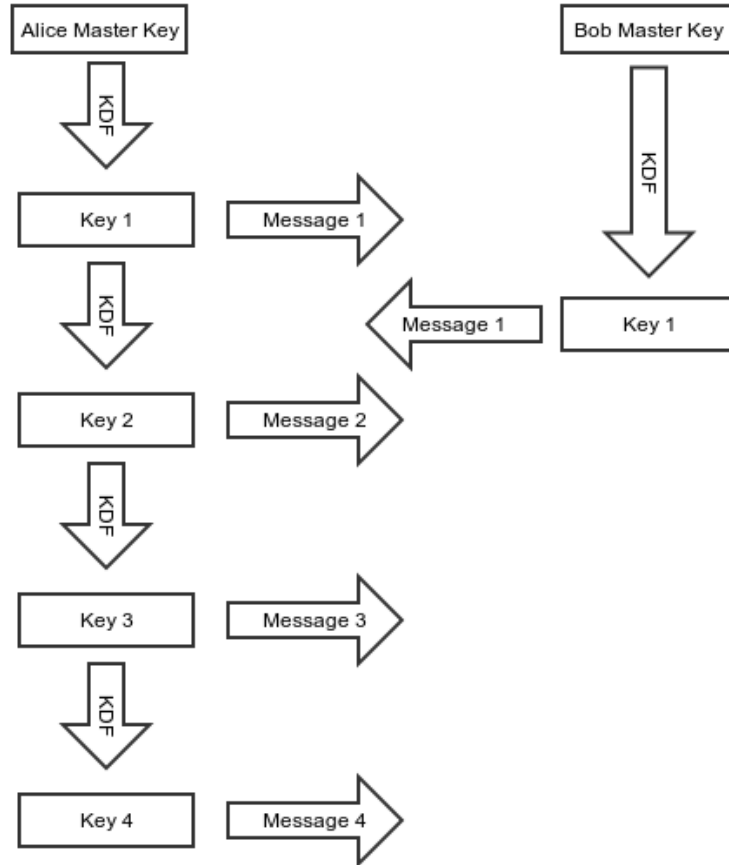 Alice Master Key
Bob Master Key
KDF
KDF
Key 1
Message 1
KDF
Message 1
Key 1
Key 2
Message 2
KDF
Key 3
Message 3
KDF
Key 4
Message 4